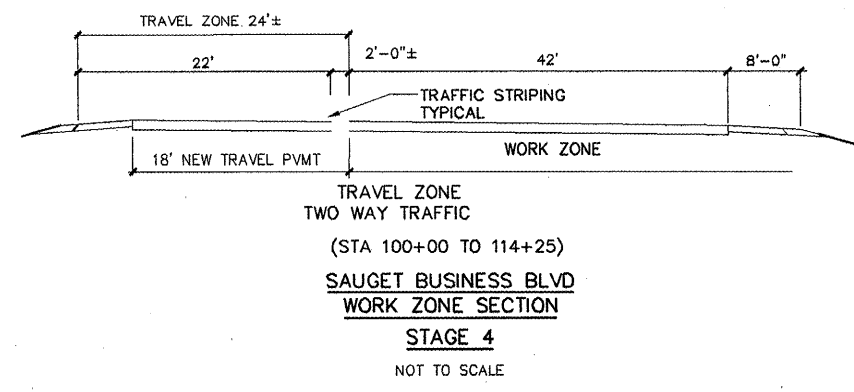 TRAVEL ZONE 24'±
22'
2'-0"±
42'
8'-0"
TRAFFIC STRIPING
TYPICAL
WORK ZONE
18' NEW TRAVEL PVMT
TRAVEL ZONE
TWO WAY TRAFFIC
(STA 100+00 TO 114+25)
SAUGET BUSINESS BLVD
WORK ZONE SECTION
STAGE 4
NOT TO SCALE